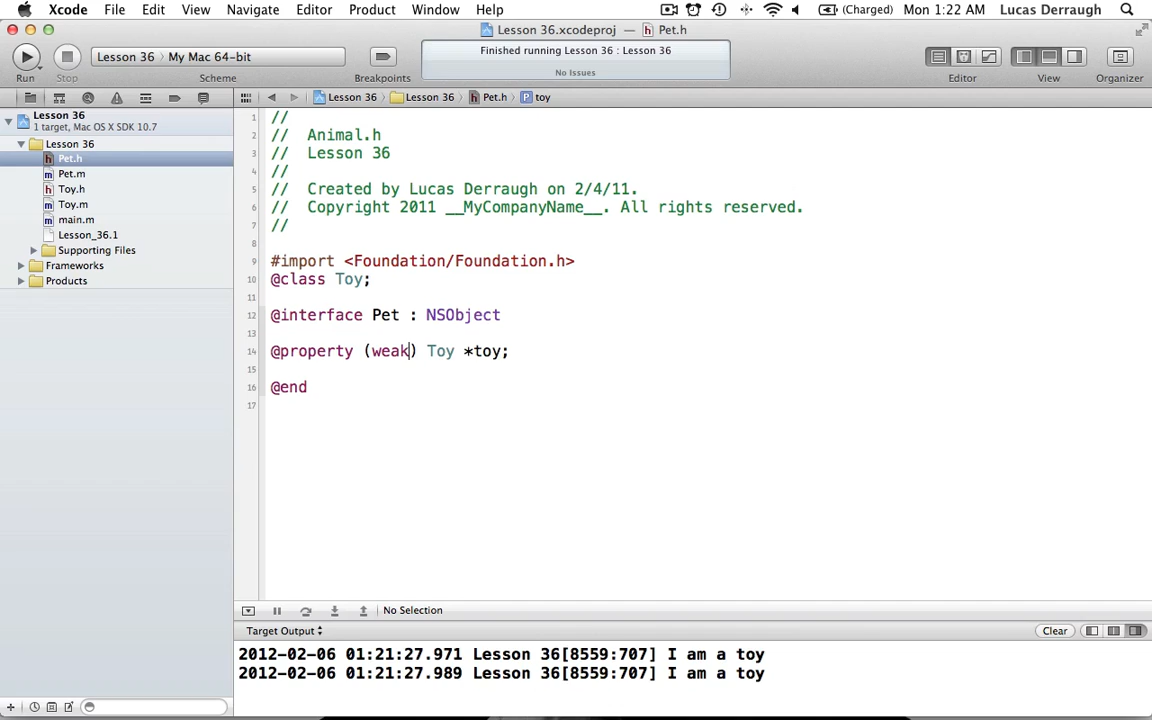 Xcode File Edit View Navigate Editor Product Window Help (Charged) Mon 1:22 AM Lucas Derraugh
Lesson 36.xcodeproj — Pet.h
Lesson 36 › My Mac 64-bit
Finished running Lesson 36 : Lesson 36
No Issues
Run Stop Scheme Breakpoints Editor View Organizer
Lesson 36 Lesson 36 Pet.h P toy
Lesson 36
1 target, Mac OS X SDK 10.7
Lesson 36
h Pet.h
m Pet.m
h Toy.h
m Toy.m
m main.m
Lesson_36.1
Supporting Files
Frameworks
Products
1 //
2 //  Animal.h
3 //  Lesson 36
4 //
5 //  Created by Lucas Derraugh on 2/4/11.
6 //  Copyright 2011 __MyCompanyName__. All rights reserved.
7 //
8
9 #import <Foundation/Foundation.h>
10 @class Toy;
11
12 @interface Pet : NSObject
13
14 @property (weak) Toy *toy;
15
16 @end
17
No Selection
Target Output
Clear
2012-02-06 01:21:27.971 Lesson 36[8559:707] I am a toy
2012-02-06 01:21:27.989 Lesson 36[8559:707] I am a toy